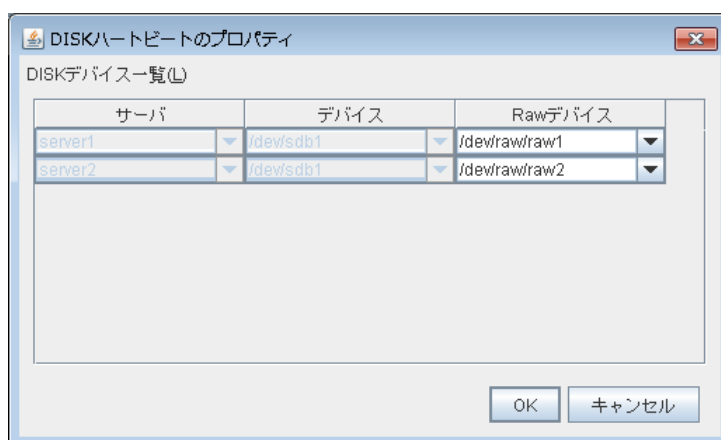 DISKハートビートのプロパティ
DISKデバイス一覧(L)
サーバ デバイス Rawデバイス
server1 /dev/sdb1 /dev/raw/raw1
server2 /dev/sdb1 /dev/raw/raw2
OK キャンセル